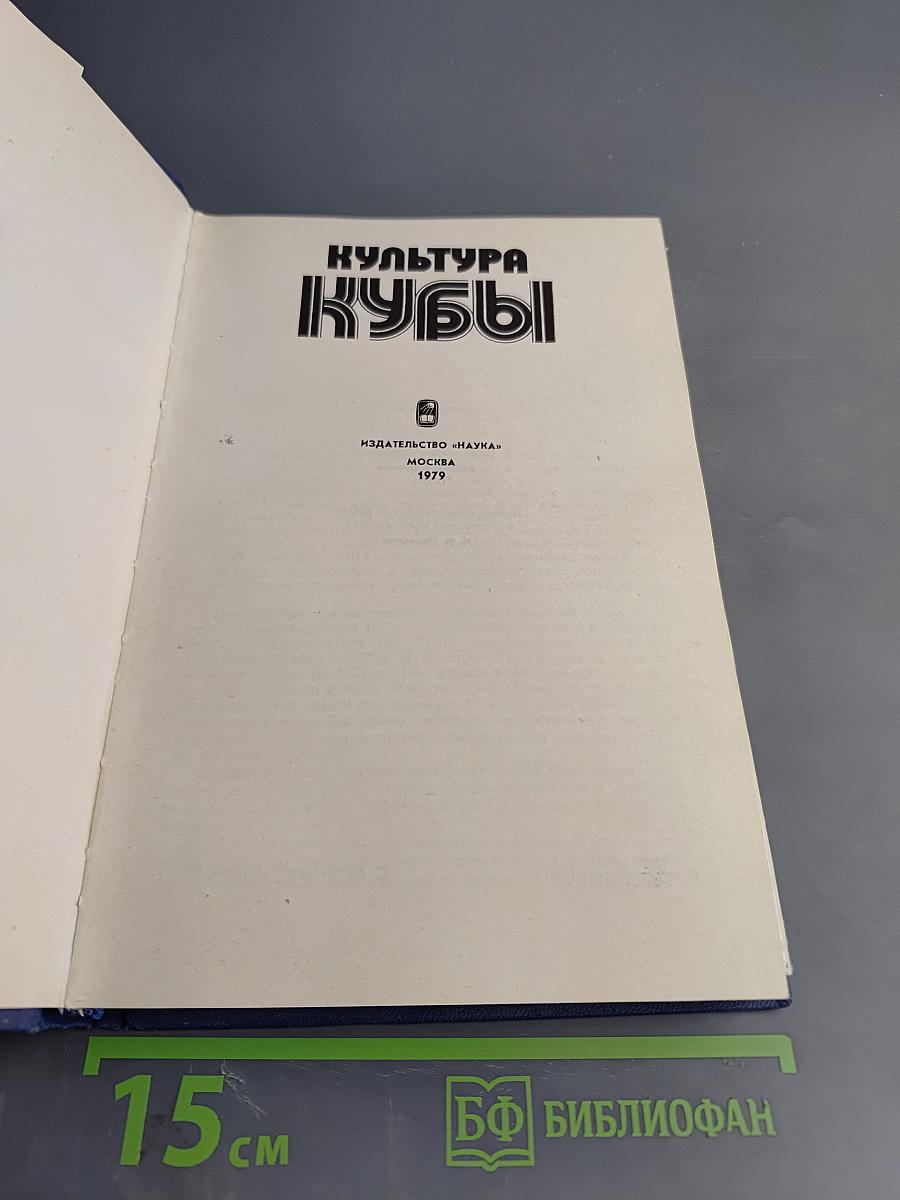 КУЛЬТУРА
КУБЫ
ИЗДАТЕЛЬСТВО «НАУКА»
МОСКВА
1979
15 СМ
БФ БИБЛИОФАН